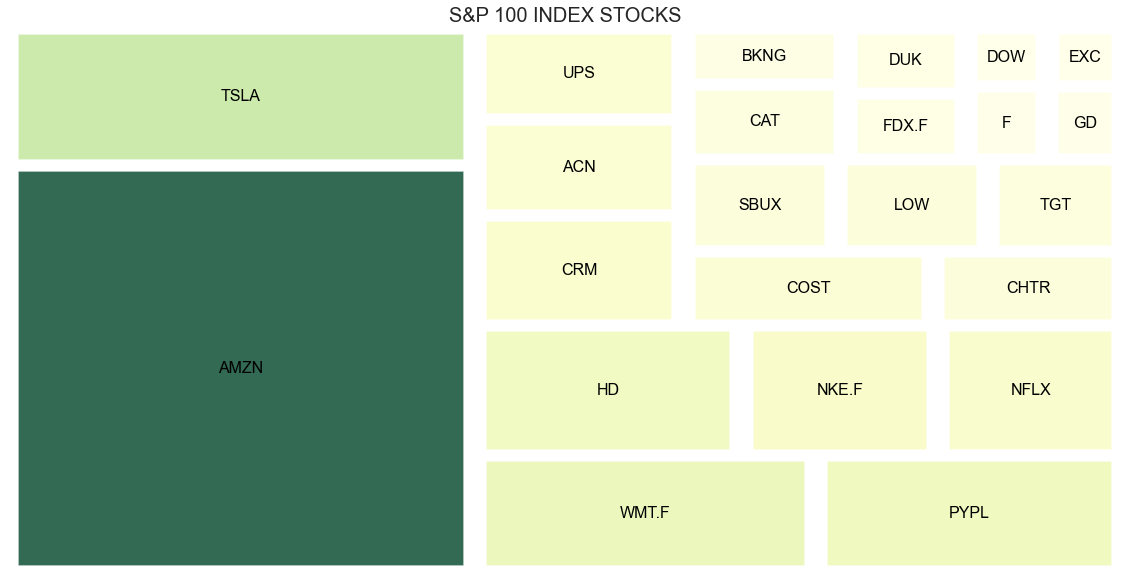 S&P 100 INDEX STOCKS
TSLA
AMZN
UPS
ACN
CRM
BKNG
DUK
DOW
EXC
CAT
FDX.F
F
GD
SBUX
LOW
TGT
COST
CHTR
HD
NKE.F
NFLX
WMT.F
PYPL